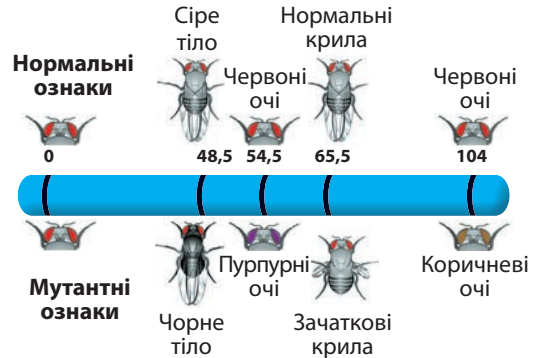 Сіре
тіло
Нормальні
крила
Нормальні
ознаки
Червоні
очі
Червоні
очі
0
48,5
54,5
65,5
104
Мутантні
ознаки
Чорне
тіло
Пурпурні
очі
Зачаткові
крила
Коричневі
очі